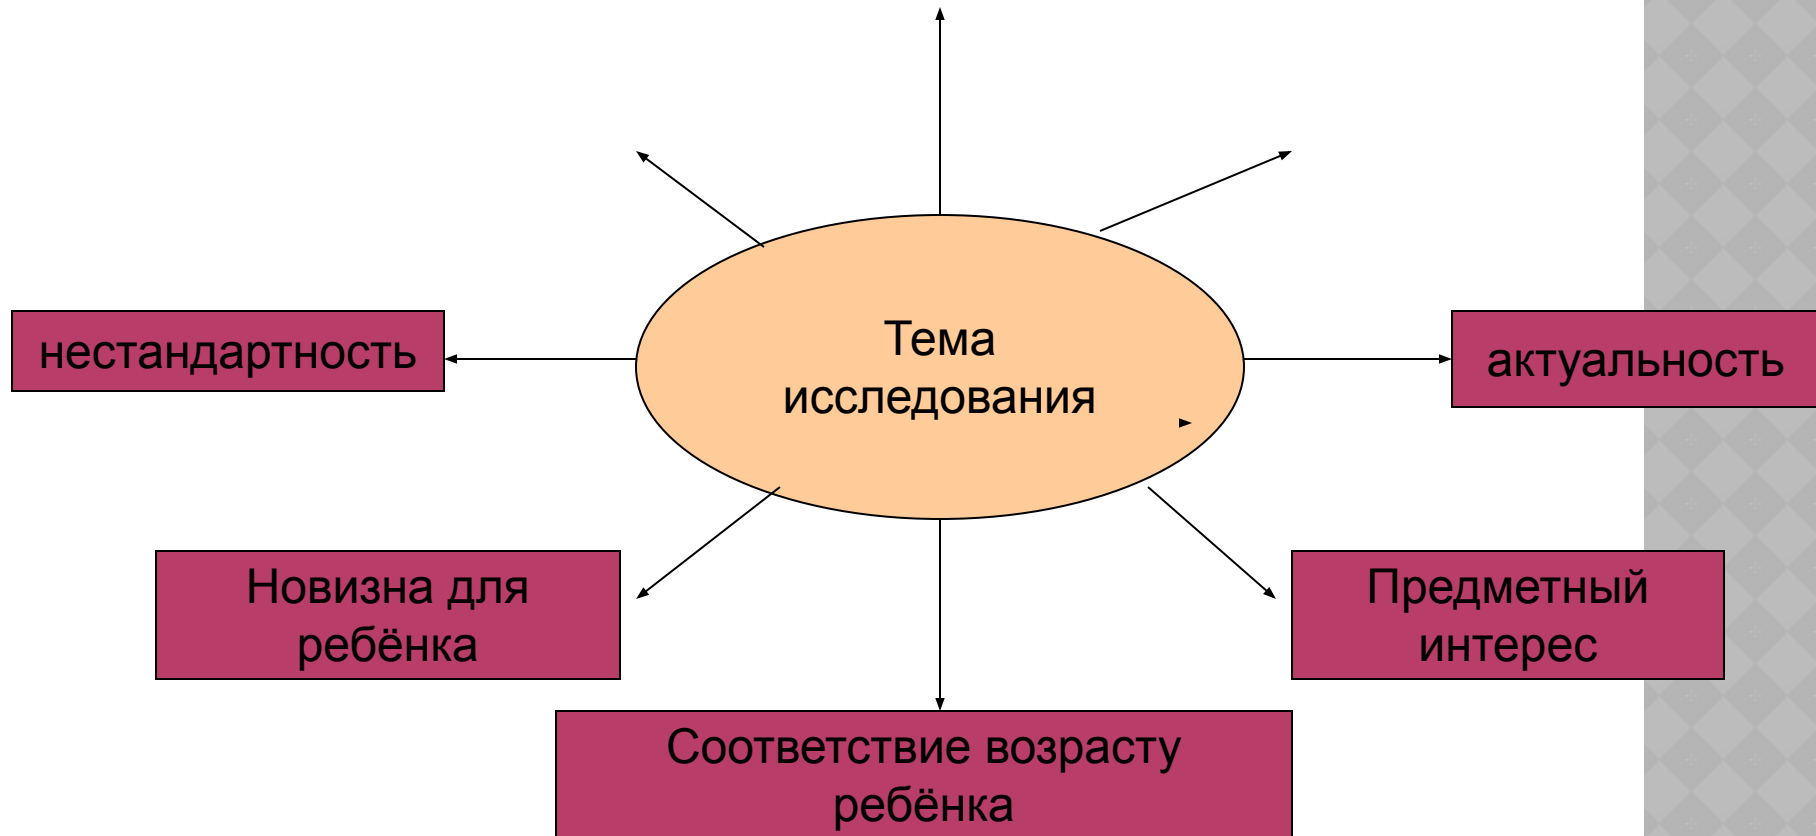 Тема
исследования
нестандартность
актуальность
Новизна для
ребёнка
Предметный
интерес
Соответствие возрасту
ребёнка